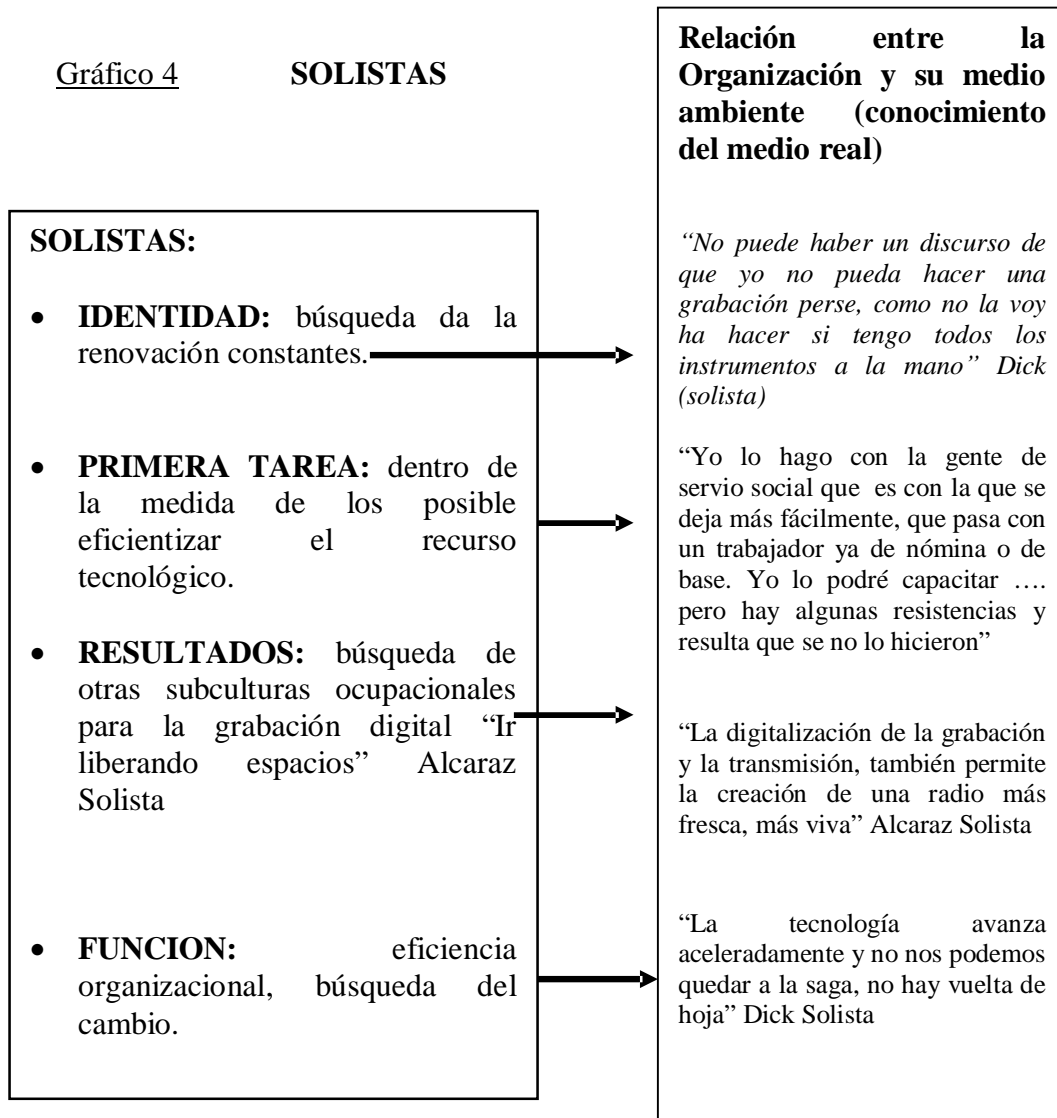 Gráfico 4 SOLISTAS
SOLISTAS:
• IDENTIDAD: búsqueda da la
renovación constantes.
• PRIMERA TAREA: dentro de
la medida de los posible
eficientizar el recurso
tecnológico.
• RESULTADOS: búsqueda de
otras subculturas ocupacionales
para la grabación digital “Ir
liberando espacios” Alcaraz
Solista
• FUNCION: eficiencia
organizacional, búsqueda del
cambio.
Relación entre la
Organización y su medio
ambiente (conocimiento
del medio real)
“No puede haber un discurso de
que yo no pueda hacer una
grabación perse, como no la voy
ha hacer si tengo todos los
instrumentos a la mano” Dick
(solista)
“Yo lo hago con la gente de
servio social que es con la que se
deja más fácilmente, que pasa con
un trabajador ya de nómina o de
base. Yo lo podré capacitar ….
pero hay algunas resistencias y
resulta que se no lo hicieron”
“La digitalización de la grabación
y la transmisión, también permite
la creación de una radio más
fresca, más viva” Alcaraz Solista
“La tecnología avanza
aceleradamente y no nos podemos
quedar a la saga, no hay vuelta de
hoja” Dick Solista